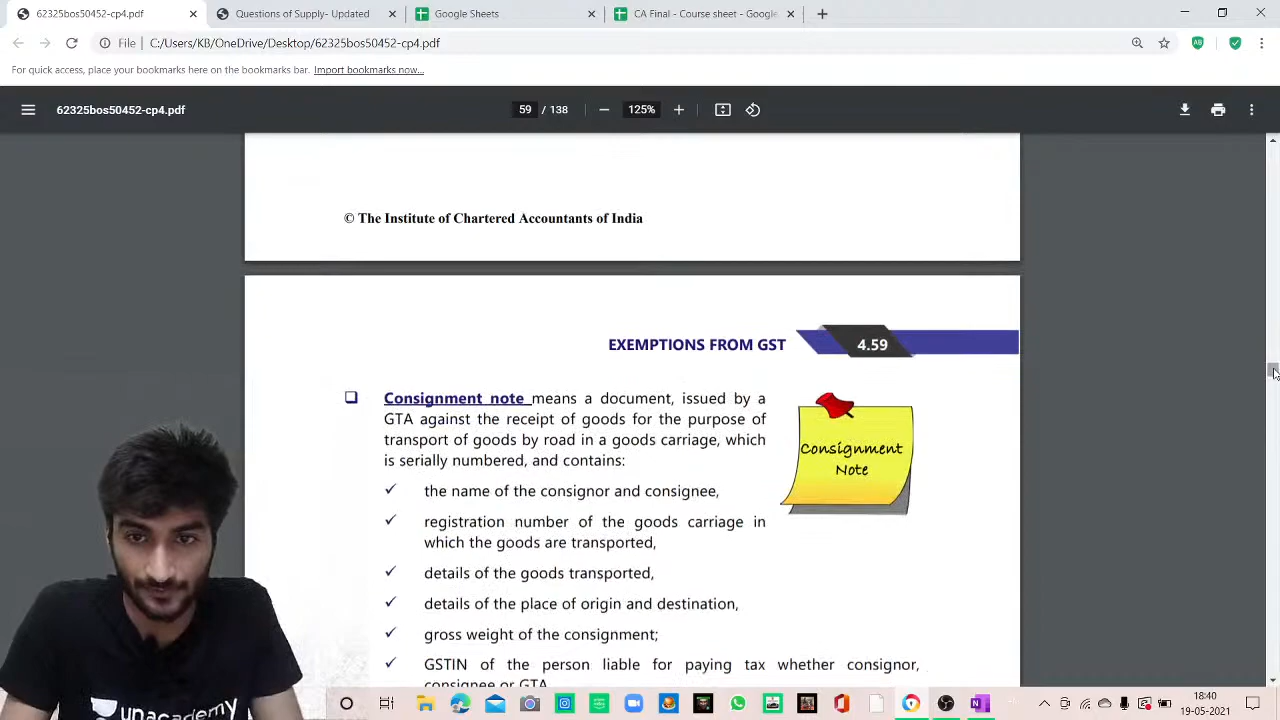 62325bos50452-cp4.pdf
Questions of Supply- Updated
Google Sheets
CA Final - Course sheet - Google
File
C:/Users/KB/OneDrive/Desktop/62325bos50452-cp4.pdf
For quick access, place your bookmarks here on the bookmarks bar. Import bookmarks now...
62325bos50452-cp4.pdf
59 / 138
125%
© The Institute of Chartered Accountants of India
EXEMPTIONS FROM GST
4.59
Consignment note means a document, issued by a
GTA against the receipt of goods for the purpose of
transport of goods by road in a goods carriage, which
is serially numbered, and contains:
Consignment
Note
the name of the consignor and consignee,
registration number of the goods carriage in
which the goods are transported,
details of the goods transported,
details of the place of origin and destination,
gross weight of the consignment;
GSTIN of the person liable for paying tax whether consignor,
consignee or GTA
unacademy
18:40
19-05-2021